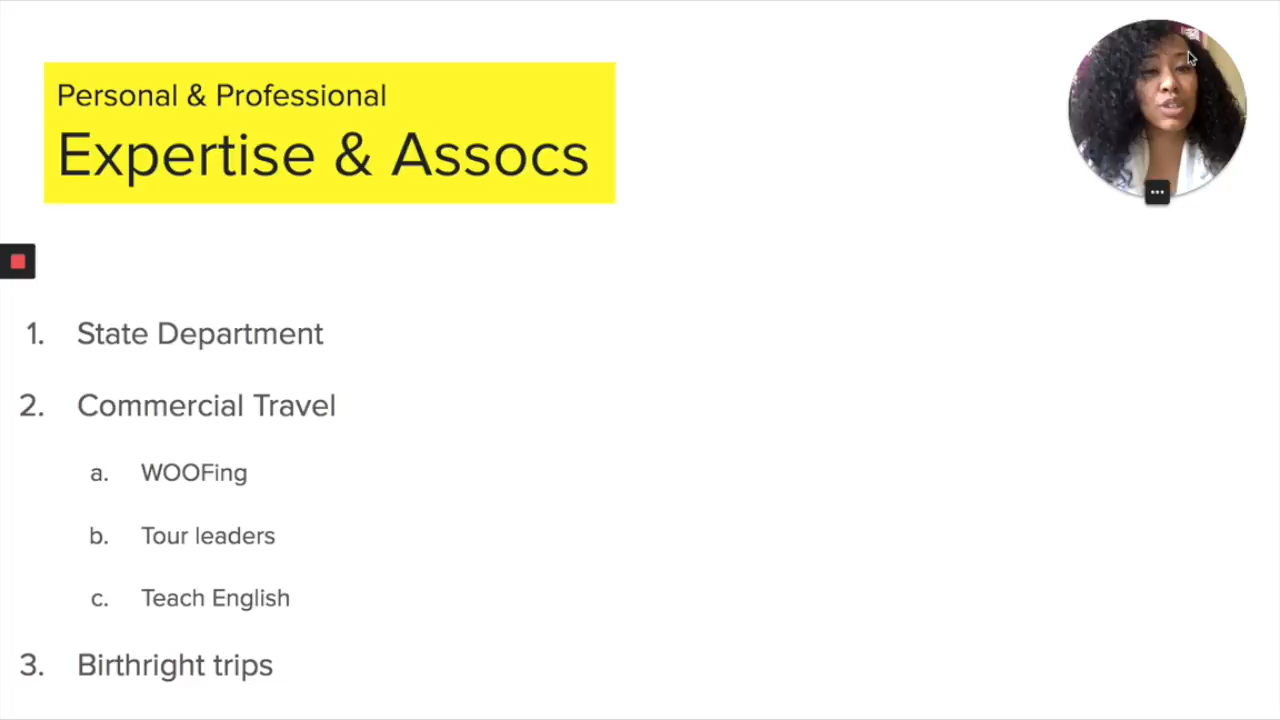 Personal & Professional
Expertise & Assocs
1. State Department
2. Commercial Travel
a. WOOFing
b. Tour leaders
c. Teach English
3. Birthright trips